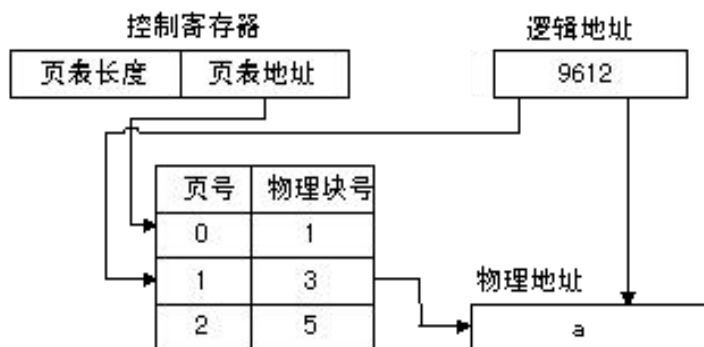 控制寄存器
逻辑地址
页表长度 页表地址
9612
页号 物理块号
0 1
1 3
物理地址
2 5
a